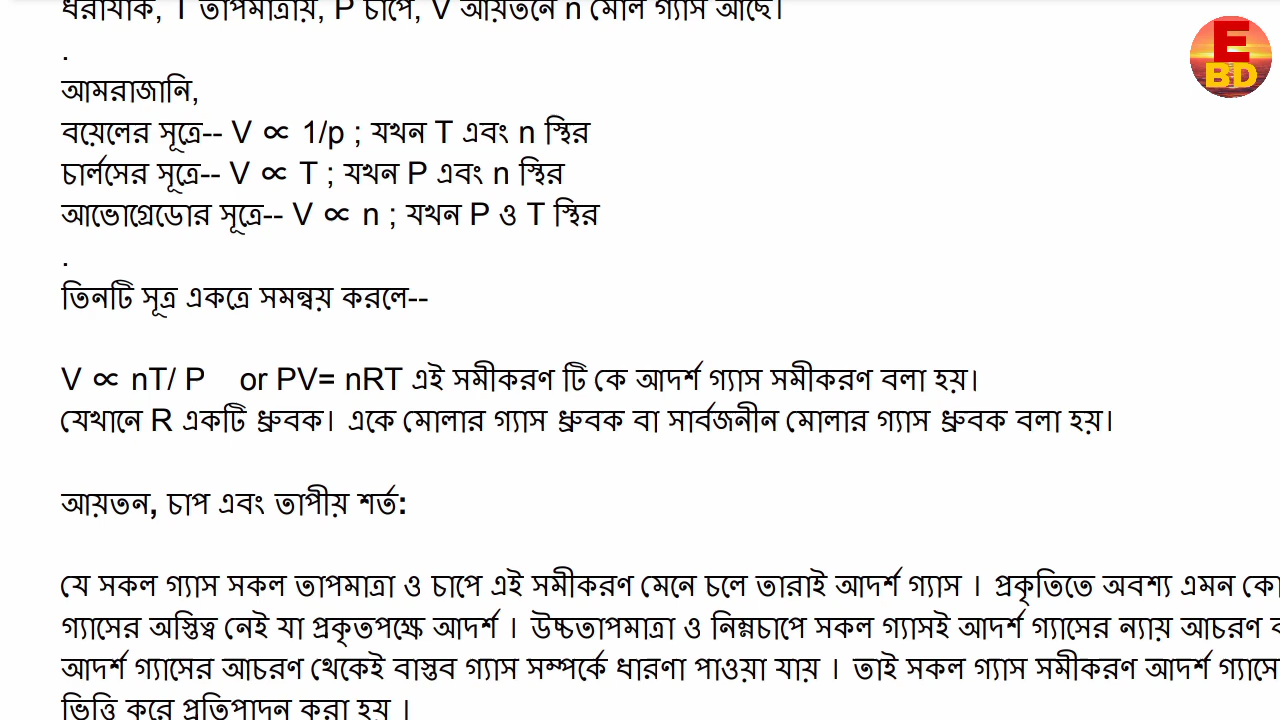 ধরাযাক, T তাপমাত্রায়, P চাপে, V আয়তনে n মোল গ্যাস আছে।
.
আমরাজানি,
বয়েলের সূত্রে-- V ∝ 1/p ; যখন T এবং n স্থির
চার্লসের সূত্রে-- V ∝ T ; যখন P এবং n স্থির
আভোগ্রেডোর সূত্রে-- V ∝ n ; যখন P ও T স্থির
.
তিনটি সূত্র একত্রে সমন্বয় করলে--
V ∝ nT/ P or PV= nRT এই সমীকরণ টি কে আদর্শ গ্যাস সমীকরণ বলা হয়।
যেখানে R একটি ধ্রুবক। একে মোলার গ্যাস ধ্রুবক বা সার্বজনীন মোলার গ্যাস ধ্রুবক বলা হয়।
আয়তন, চাপ এবং তাপীয় শর্ত:
যে সকল গ্যাস সকল তাপমাত্রা ও চাপে এই সমীকরণ মেনে চলে তারাই আদর্শ গ্যাস । প্রকৃতিতে অবশ্য এমন কো
গ্যাসের অস্তিত্ব নেই যা প্রকৃতপক্ষে আদর্শ । উচ্চতাপমাত্রা ও নিম্নচাপে সকল গ্যাসই আদর্শ গ্যাসের ন্যায় আচরণ ক
আদর্শ গ্যাসের আচরণ থেকেই বাস্তব গ্যাস সম্পর্কে ধারণা পাওয়া যায় । তাই সকল গ্যাস সমীকরণ আদর্শ গ্যাসে
ভিত্তি করে প্রতিপাদন করা হয় ।
E
BD